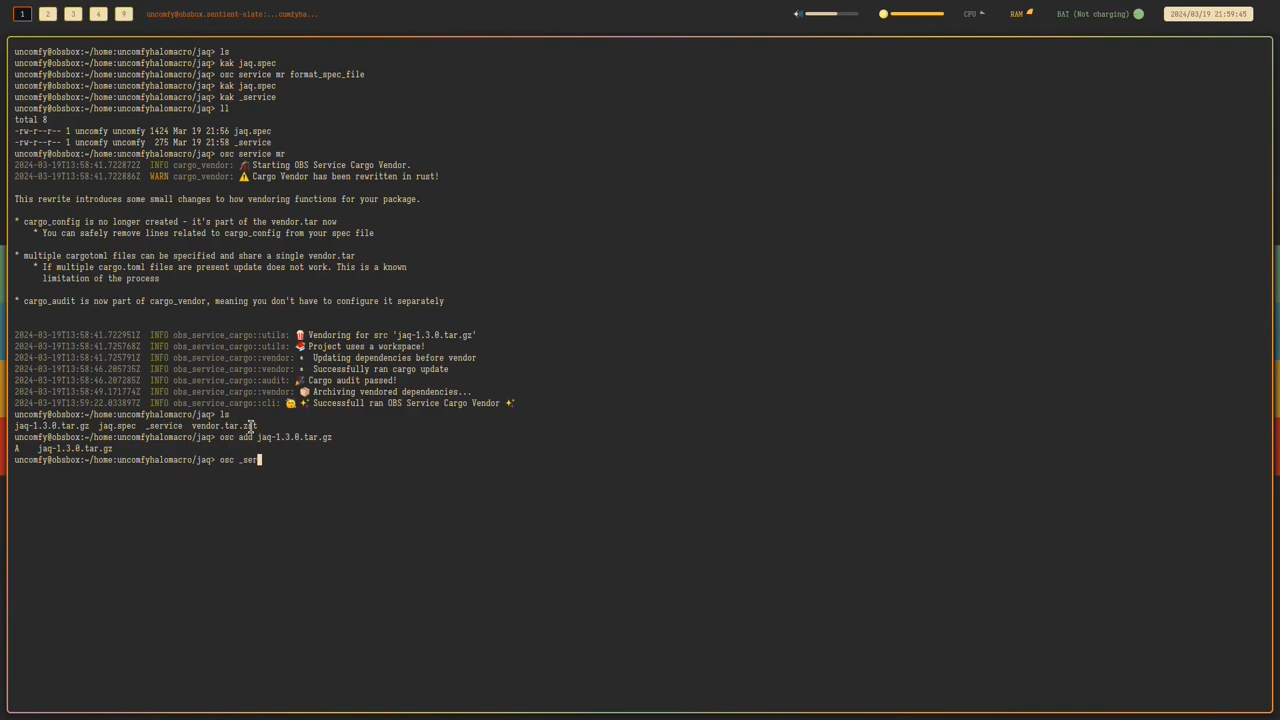 1 2 3 4 9 uncomfy@obsbox.sentient-slate:...comfyha... CPU RAM BAT (Not charging) 2024/03/19 21:59:45
uncomfy@obsbox:~/home:uncomfyhalomacro/jaq> ls
uncomfy@obsbox:~/home:uncomfyhalomacro/jaq> kak jaq.spec
uncomfy@obsbox:~/home:uncomfyhalomacro/jaq> osc service mr format_spec_file
uncomfy@obsbox:~/home:uncomfyhalomacro/jaq> kak jaq.spec
uncomfy@obsbox:~/home:uncomfyhalomacro/jaq> kak _service
uncomfy@obsbox:~/home:uncomfyhalomacro/jaq> ll
total 8
-rw-r--r-- 1 uncomfy uncomfy 1424 Mar 19 21:56 jaq.spec
-rw-r--r-- 1 uncomfy uncomfy  275 Mar 19 21:58 _service
uncomfy@obsbox:~/home:uncomfyhalomacro/jaq> osc service mr
2024-03-19T13:58:41.722872Z  INFO cargo_vendor: Starting OBS Service Cargo Vendor.
2024-03-19T13:58:41.722886Z  WARN cargo_vendor: ⚠️ Cargo Vendor has been rewritten in rust!
This rewrite introduces some small changes to how vendoring functions for your package.
* cargo_config is no longer created - it's part of the vendor.tar now
* You can safely remove lines related to cargo_config from your spec file
* multiple cargotoml files can be specified and share a single vendor.tar
* If multiple cargo.toml files are present update does not work. This is a known
limitation of the process
* cargo_audit is now part of cargo_vendor, meaning you don't have to configure it separately
2024-03-19T13:58:41.722951Z  INFO obs_service_cargo::utils: 🍿 Vendoring for src 'jaq-1.3.0.tar.gz'
2024-03-19T13:58:41.725768X  INFO obs_service_cargo::utils: Project uses a workspace!
2024-03-19T13:58:41.725791Z  INFO obs_service_cargo::vendor: Updating dependencies before vendor
2024-03-19T13:58:46.205735Z  INFO obs_service_cargo::vendor: Successfully ran cargo update
2024-03-19T13:58:46.207285Z  INFO obs_service_cargo::audit: 🎉 Cargo audit passed!
2024-03-19T13:58:49.171774Z  INFO obs_service_cargo::vendor: 📦 Archiving vendored dependencies...
2024-03-19T13:59:22.033897X  INFO obs_service_cargo::cli: ✨ Successfull ran OBS Service Cargo Vendor ✨
uncomfy@obsbox:~/home:uncomfyhalomacro/jaq> ls
jaq-1.3.0.tar.gz  jaq.spec  _service  vendor.tar.zst
uncomfy@obsbox:~/home:uncomfyhalomacro/jaq> osc add jaq-1.3.0.tar.gz
A    jaq-1.3.0.tar.gz
uncomfy@obsbox:~/home:uncomfyhalomacro/jaq> osc _ser